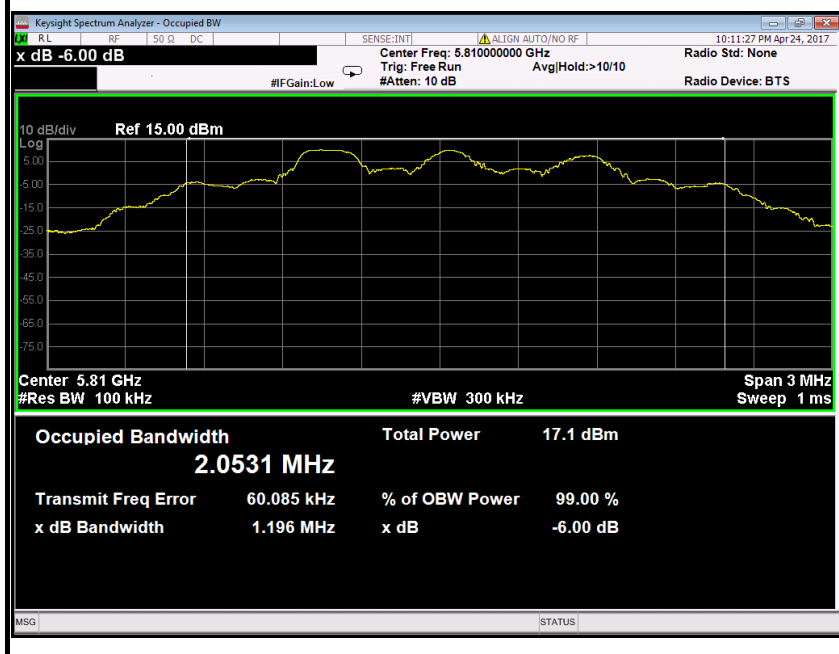 Keysight Spectrum Analyzer - Occupied BW
LXI RL RF 50 Ω DC SENSE:INT ALIGN AUTO/NO RF 10:11:27 PM Apr 24, 2017
x dB -6.00 dB
Center Freq: 5.810000000 GHz Radio Std: None
Trig: Free Run Avg|Hold:>10/10
#IFGain:Low #Atten: 10 dB Radio Device: BTS
10 dB/div Ref 15.00 dBm
Log
5.00
-5.00
-15.0
-25.0
-35.0
-45.0
-55.0
-65.0
-75.0
Center 5.81 GHz Span 3 MHz
#Res BW 100 kHz #VBW 300 kHz Sweep 1 ms
Occupied Bandwidth Total Power 17.1 dBm
2.0531 MHz
Transmit Freq Error 60.085 kHz % of OBW Power 99.00 %
x dB Bandwidth 1.196 MHz x dB -6.00 dB
MSG STATUS